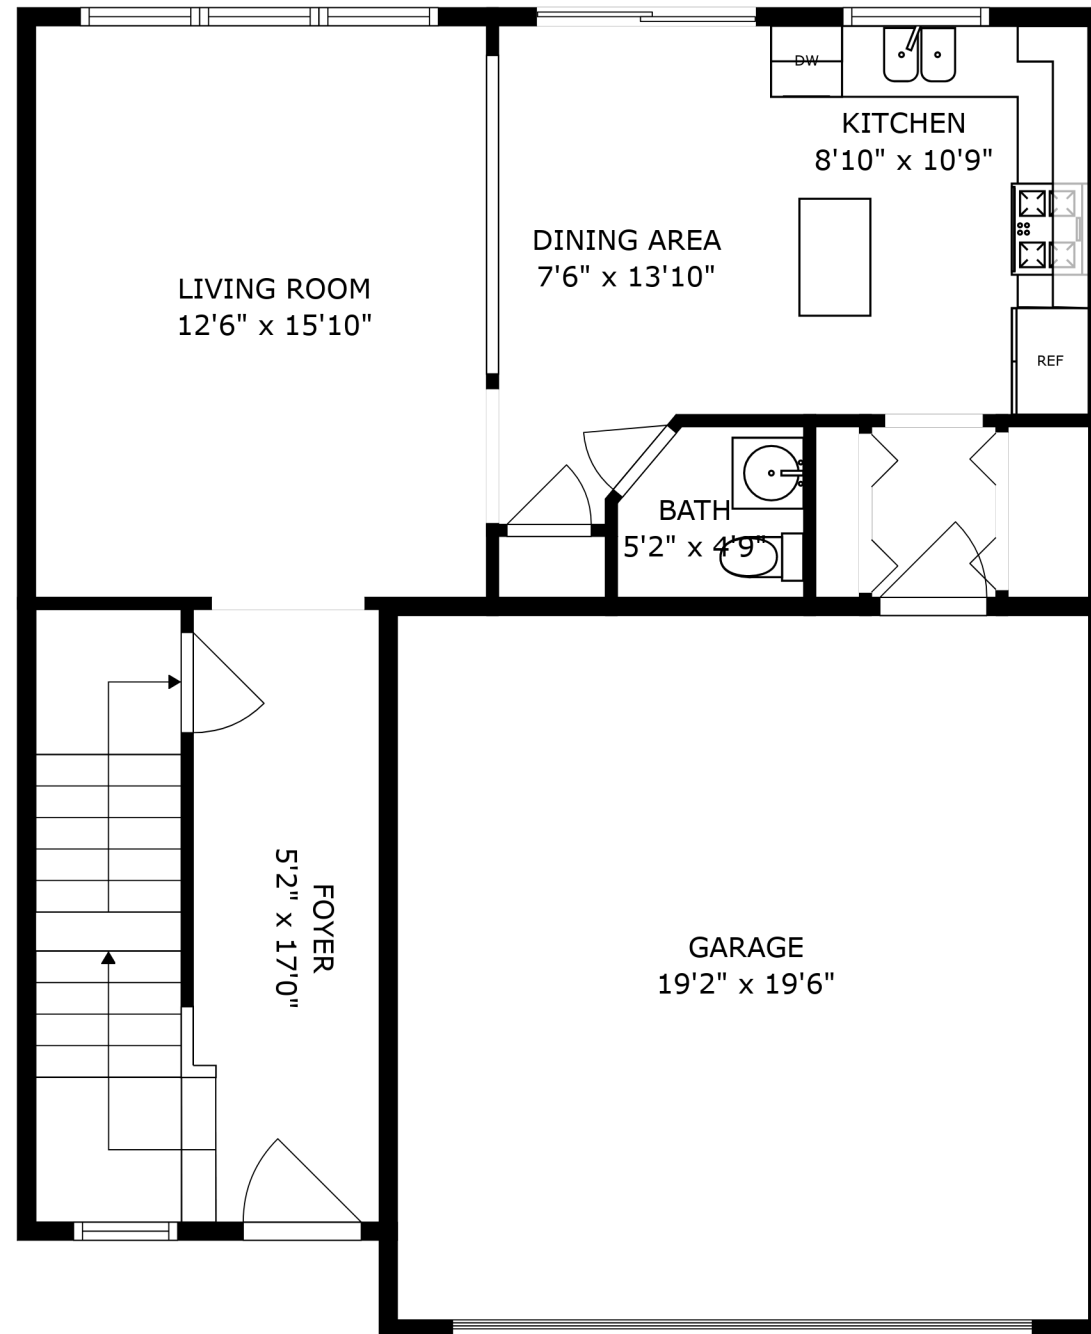 DW
KITCHEN
8'10" x 10'9"
DINING AREA
7'6" x 13'10"
LIVING ROOM
12'6" x 15'10"
REF
BATH
5'2" x 4'9"
FOYER
5'2" x 17'0"
GARAGE
19'2" x 19'6"